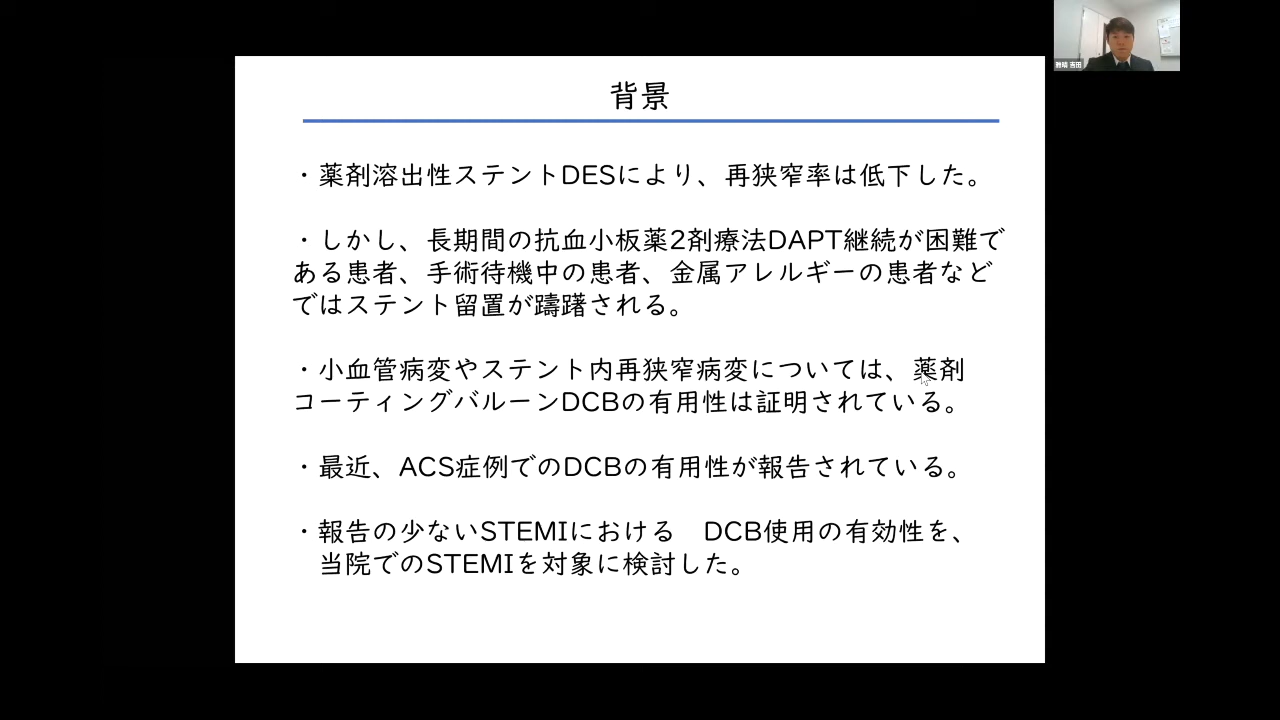 背景
・薬剤溶出性ステントDESにより、再狭窄率は低下した。
・しかし、長期間の抗血小板薬2剤療法DAPT継続が困難で
ある患者、手術待機中の患者、金属アレルギーの患者など
ではステント留置が躊躇される。
・小血管病変やステント内再狭窄病変については、薬剤
コーティングバルーンDCBの有用性は証明されている。
・最近、ACS症例でのDCBの有用性が報告されている。
・報告の少ないSTEMIにおける　DCB使用の有効性を、
当院でのSTEMIを対象に検討した。